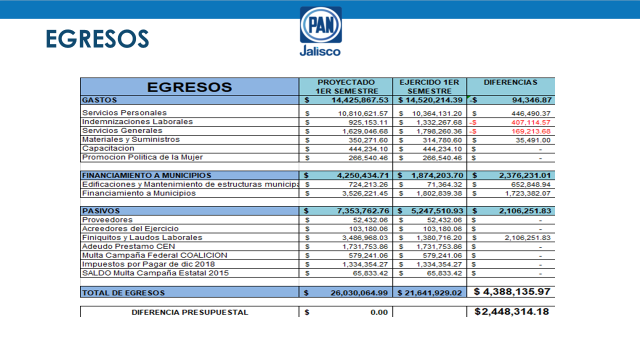 EGRESOS
PAN
Jalisco
EGRESOS PROYECTADO 1ER SEMESTRE EJERCIDO 1ER SEMESTRE DIFERENCIAS
GASTOS $ 14,425,867.53 $ 14,520,214.39 -$ 94,346.87
Servicios Personales $ 10,810,621.57 $ 10,364,131.20 $ 446,490.37
Indemnizaciones Laborales $ 925,153.11 $ 1,332,267.68 -$ 407,114.57
Servicios Generales $ 1,629,046.68 $ 1,798,260.36 -$ 169,213.68
Materiales y Suministros $ 350,271.60 $ 314,780.60 $ 35,491.00
Capacitacion $ 444,234.10 $ 444,234.10 $ -
Promocion Politica de la Mujer $ 266,540.46 $ 266,540.46 $ -
FINANCIAMIENTO A MUNICIPIOS $ 4,250,434.71 $ 1,874,203.70 $ 2,376,231.01
Edificaciones y Mantenimiento de estructuras municipa $ 724,213.26 $ 71,364.32 $ 652,848.94
Financiamiento a Municipios $ 3,526,221.45 $ 1,802,839.38 $ 1,723,382.07
PASIVOS $ 7,353,762.76 $ 5,247,510.93 $ 2,106,251.83
Proveedores $ 52,432.06 $ 52,432.06 $ -
Acreedores del Ejercicio $ 103,180.06 $ 103,180.06 $ -
Finiquitos y Laudos Laborales $ 3,486,968.03 $ 1,380,716.20 $ 2,106,251.83
Adeudo Prestamo CEN $ 1,731,753.86 $ 1,731,753.86 $ -
Multa Campaña Federal COALICION $ 579,241.06 $ 579,241.06 $ -
Impuestos por Pagar de dic 2018 $ 1,334,354.27 $ 1,334,354.27 $ -
SALDO Multa Campaña Estatal 2015 $ 65,833.42 $ 65,833.42 $ -
TOTAL DE EGRESOS $ 26,030,064.99 $ 21,641,929.02 $ 4,388,135.97
DIFERENCIA PRESUPUESTAL $ 0.00 $2,448,314.18